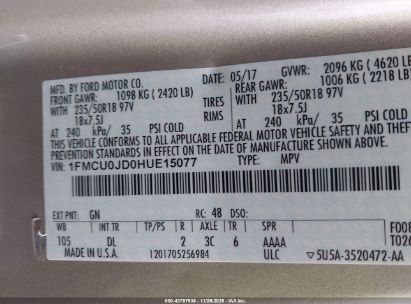 MFD. BY FORD MOTOR CO.
DATE: 05/17 GVWR: 2096 KG ( 4620 LB
FRONT GAWR: 1098 KG ( 2420 LB) REAR GAWR: 1006 KG ( 2218 LB
WITH 235/50R18 97V TIRES WITH 235/50R18 97V
18x7.5J RIMS 18x7.5J
AT 240 kPa/ 35 PSI COLD AT 240 kPa/ 35 PSI COLD
THIS VEHICLE CONFORMS TO ALL APPLICABLE FEDERAL MOTOR VEHICLE SAFETY AND THEFT
PREVENTION STANDARDS IN EFFECT ON THE DATE OF MANUFACTURE SHOWN ABOVE.
VIN: 1FMCU0JD0HUE15077 TYPE: MPV
EXT PNT: GN RC: 48 DSO:
WB INT TR TP/PS R AXLE TR SPR F008
105 DL 2 3C 6 AAAA T026
1201705256984 ULC 5U5A-3520472-AA